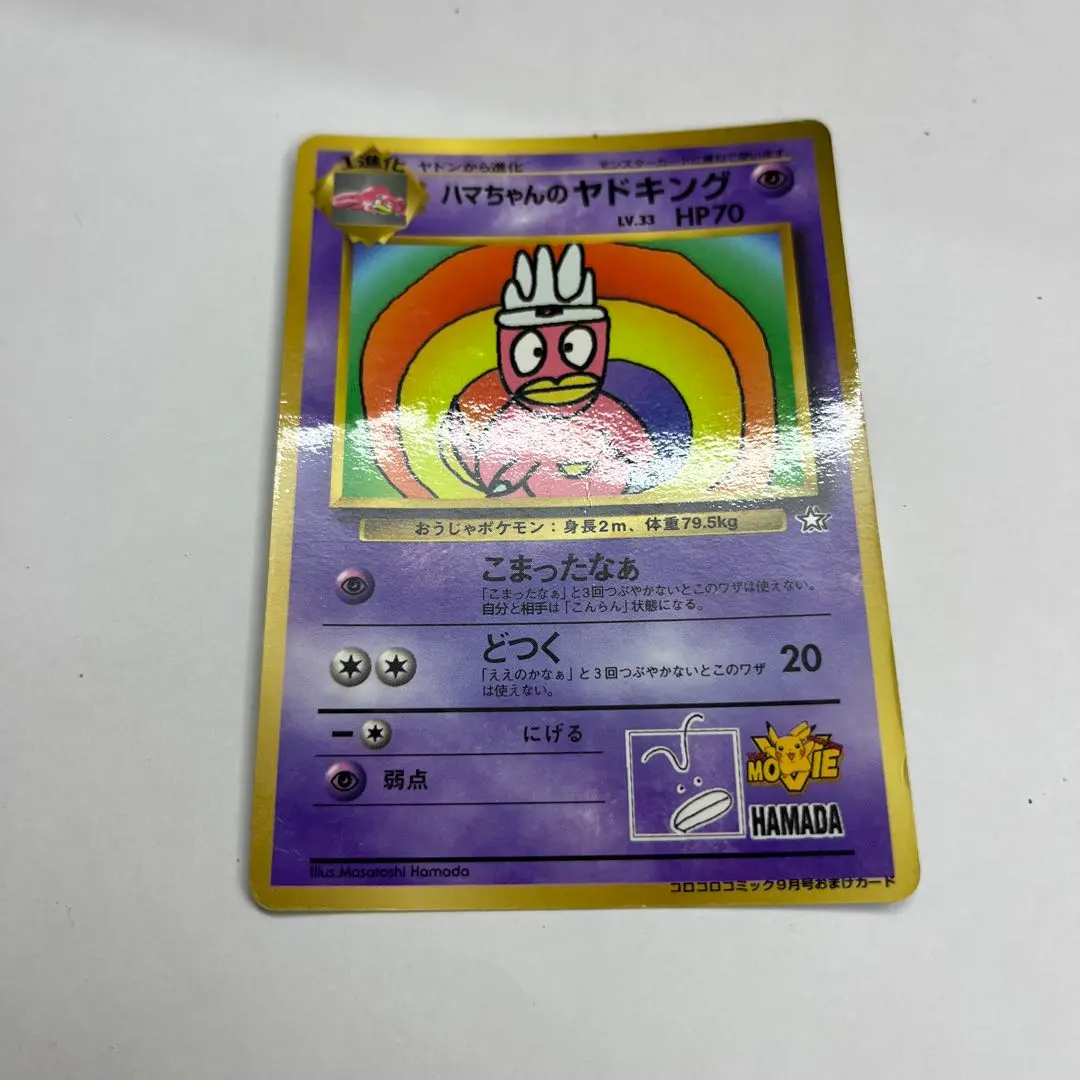 1進化 ヤドンから進化 モンスターカードに重ねて使います
ハマちゃんのヤドキング
LV.33 HP70
おうじゃポケモン：身長2m、体重79.5kg
こまったなぁ
「こまったなぁ」と3回つぶやかないとこのワザは使えない。
自分と相手は「こんらん」状態になる。
どつく
「ええのかなぁ」と3回つぶやかないとこのワザ
は使えない。
20
ー にげる
弱点
MOVIE
HAMADA
Illus.Masatoshi Hamada
コロコロコミック9月号おまけカード